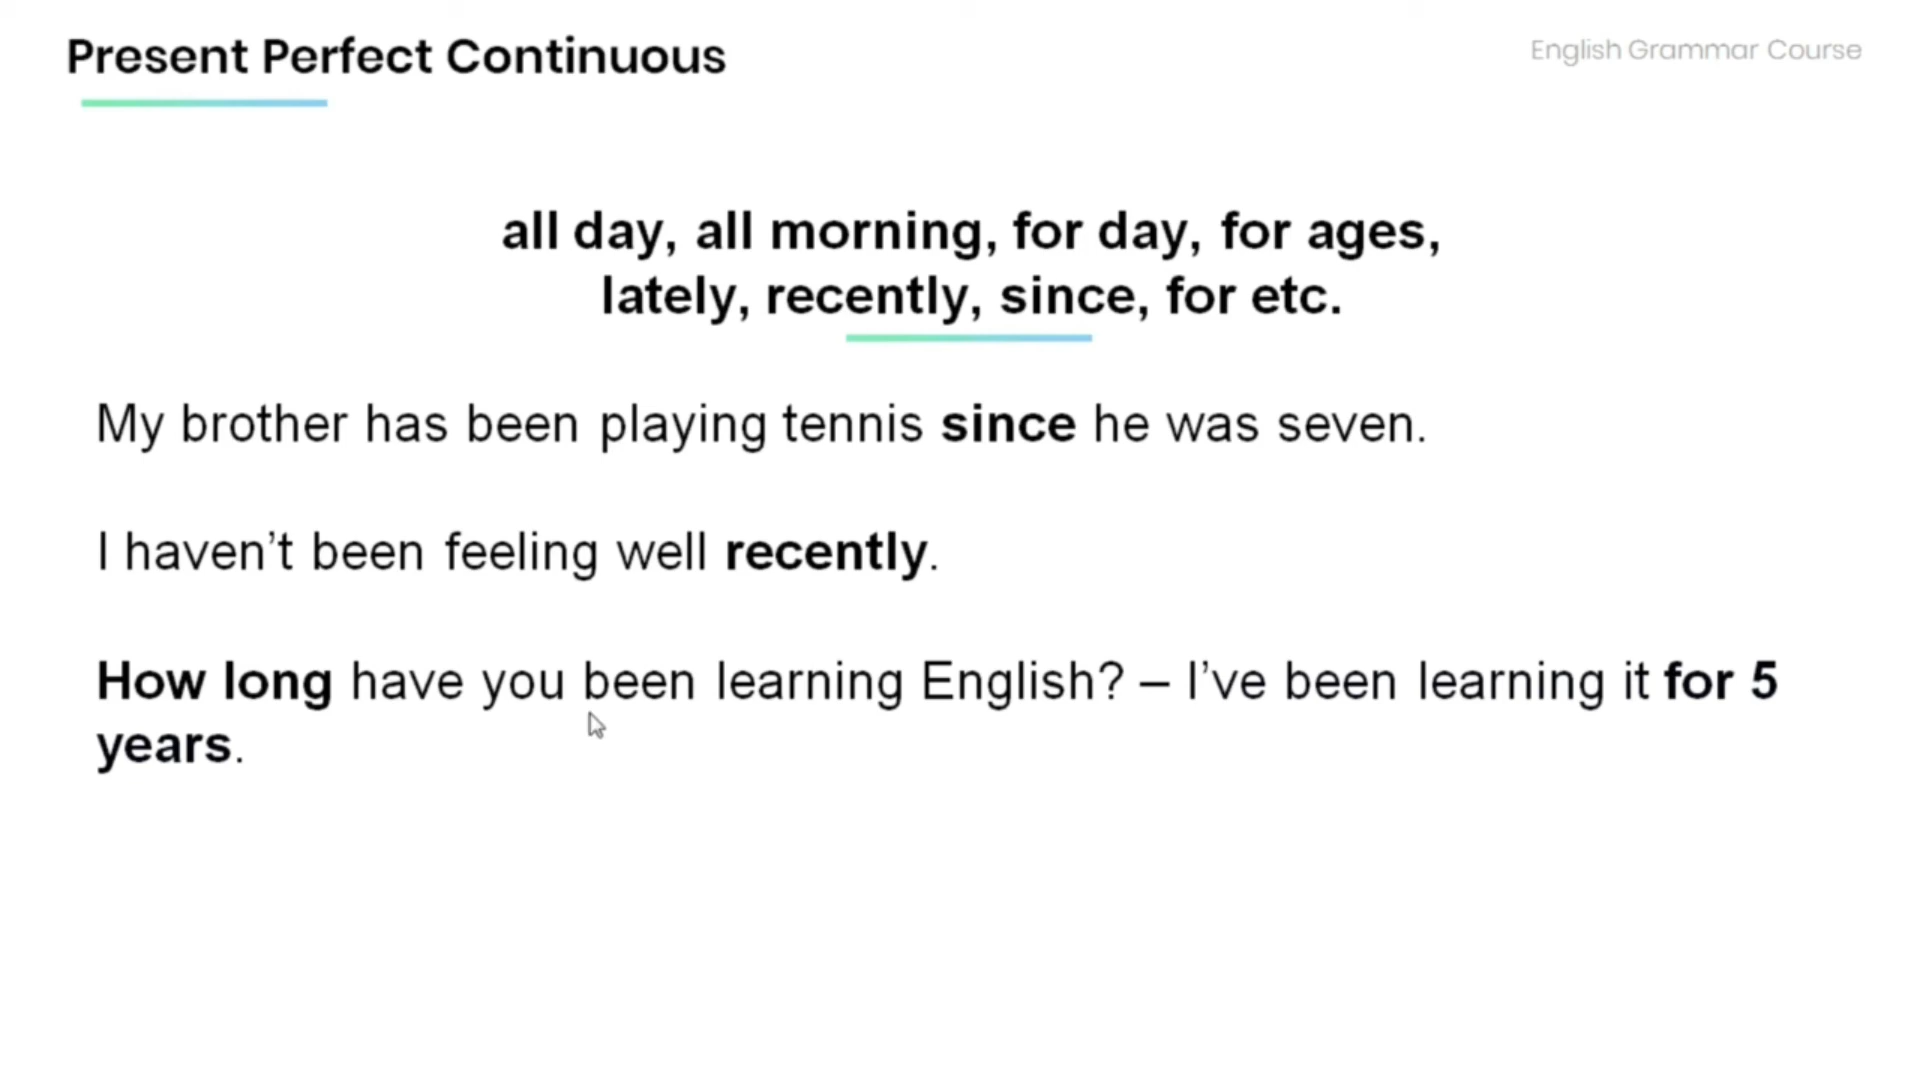 Present Perfect Continuous
English Grammar Course
all day, all morning, for day, for ages,
lately, recently, since, for etc.
My brother has been playing tennis since he was seven.
I haven’t been feeling well recently.
How long have you been learning English? – I’ve been learning it for 5
years.